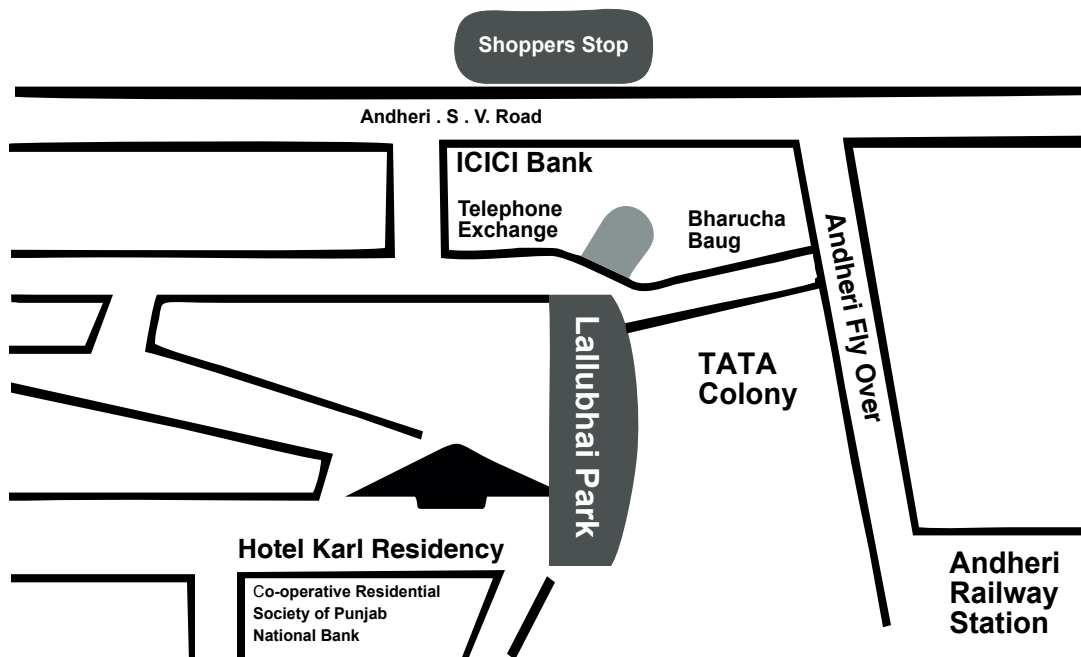 Shoppers Stop
Andheri . S . V. Road
ICICI Bank
Telephone
Exchange
Bharucha
Baug
Andheri Fly Over
Lallubhai Park
TATA
Colony
Hotel Karl Residency
Co-operative Residential
Society of Punjab
National Bank
Andheri
Railway
Station